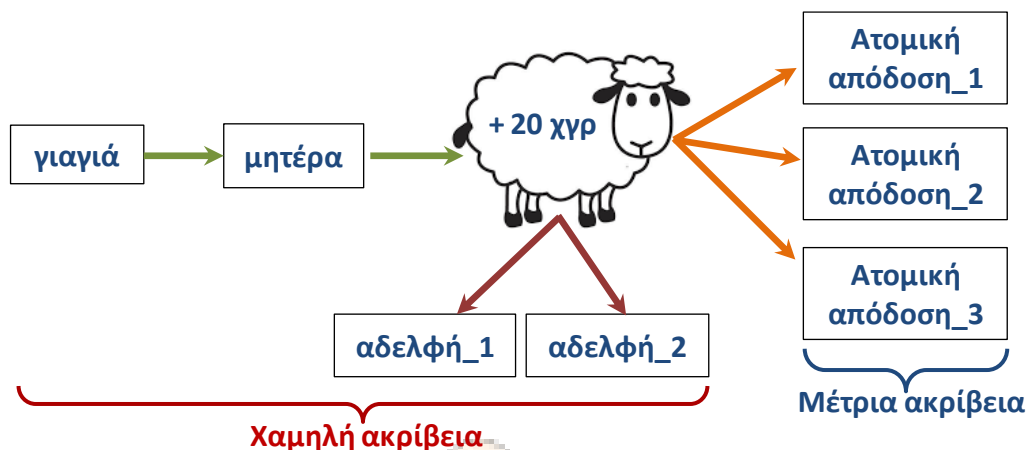 γιαγιά
μητέρα
+ 20 χγρ
Ατομική
απόδοση_1
Ατομική
απόδοση_2
Ατομική
απόδοση_3
αδελφή_1
αδελφή_2
Μέτρια ακρίβεια
Χαμηλή ακρίβεια